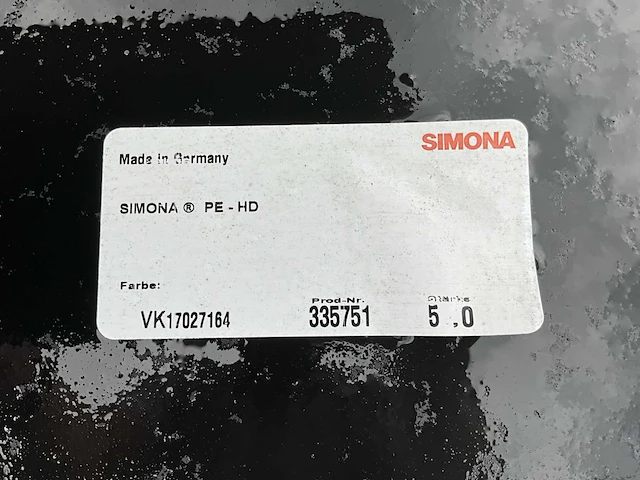 SIMONA
Made in Germany
SIMONA ® PE - HD
Farbe:
Prod-Nr. Stärke
VK17027164 335751 5 ,0